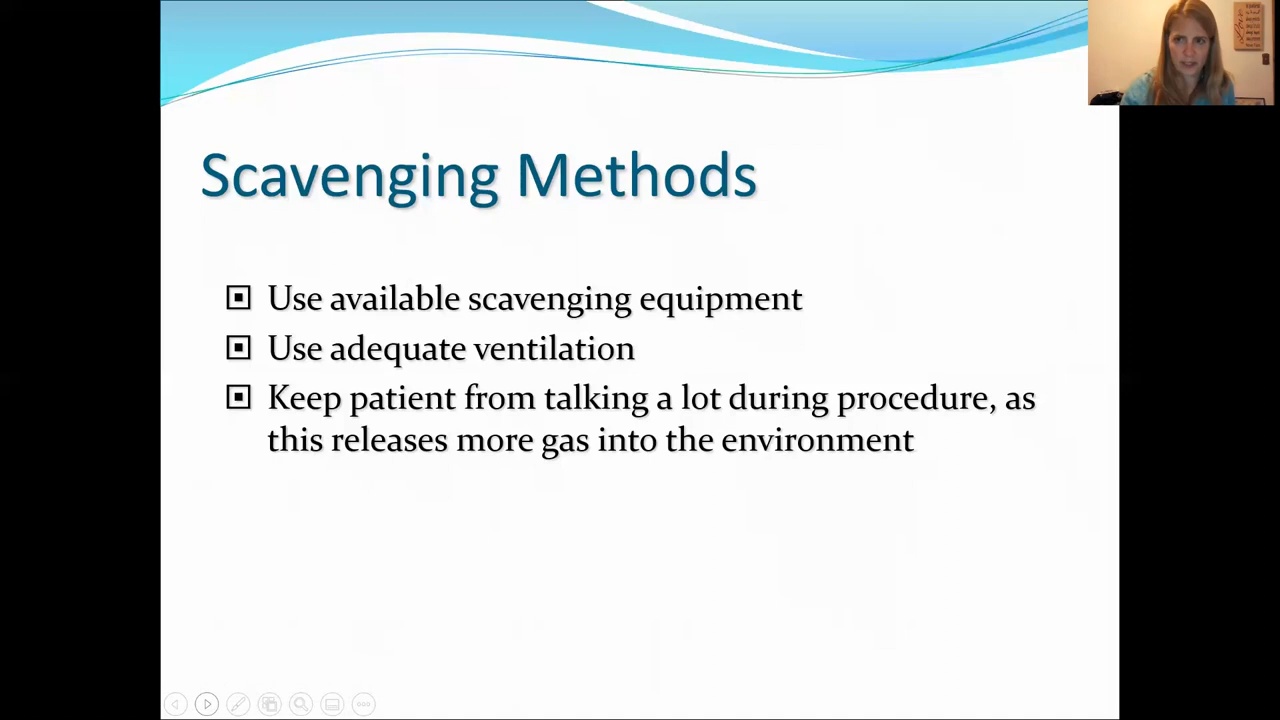 Scavenging Methods
Use available scavenging equipment
Use adequate ventilation
Keep patient from talking a lot during procedure, as
this releases more gas into the environment